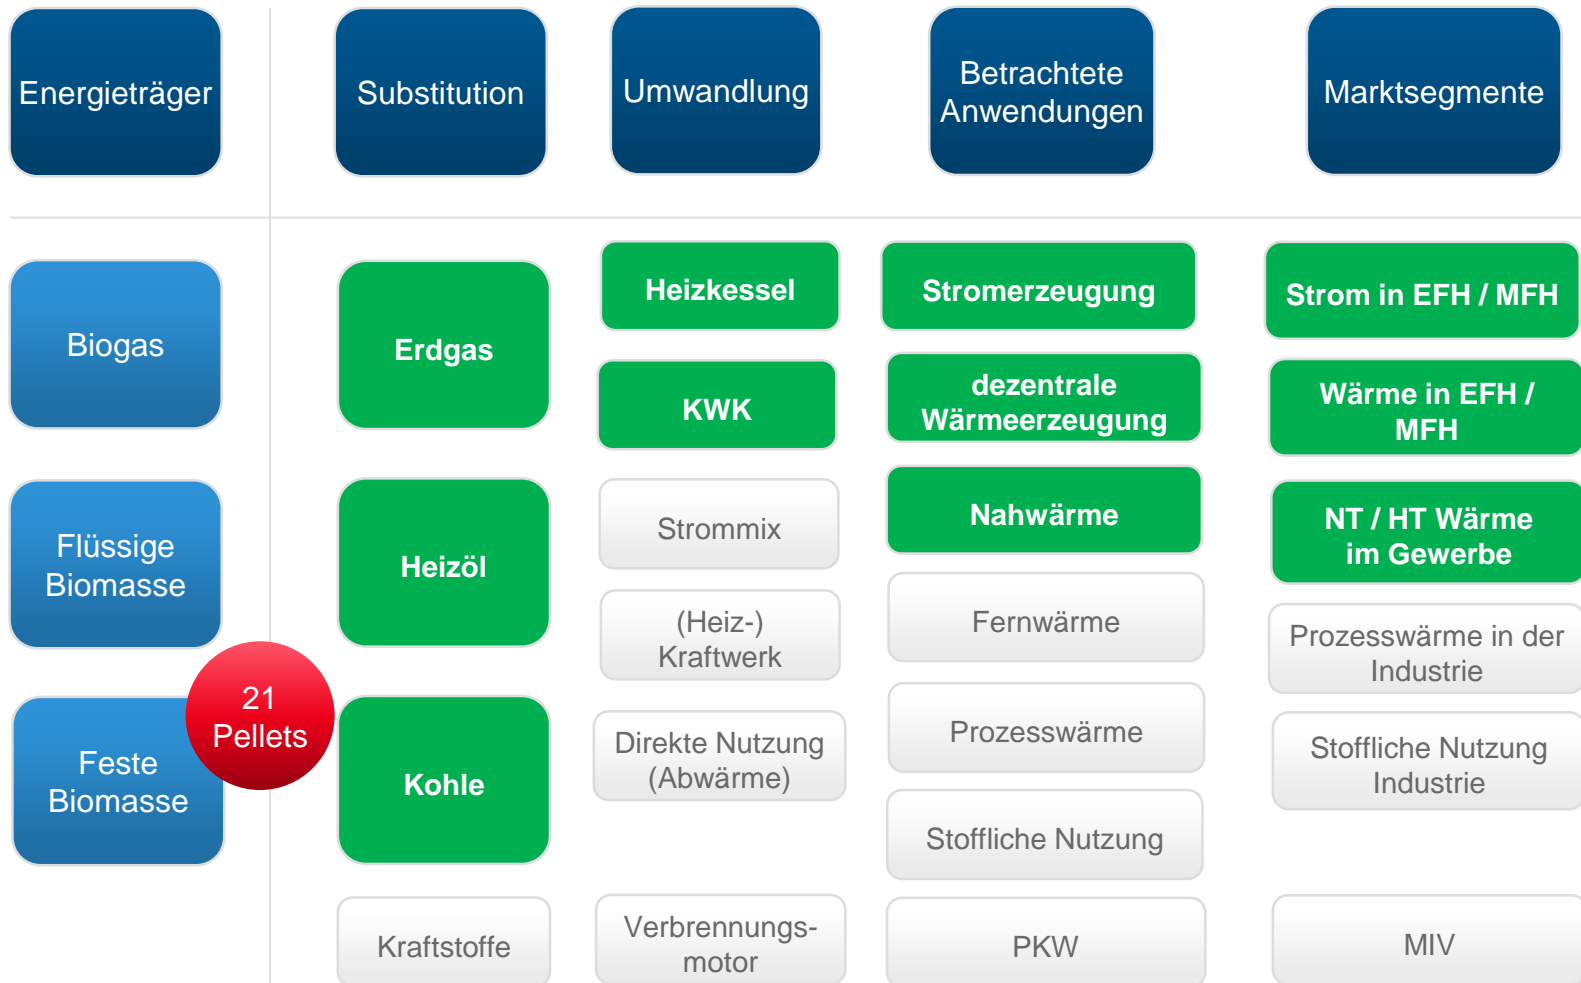 Energieträger
Substitution
Umwandlung
Betrachtete
Anwendungen
Marktsegmente
Biogas
Flüssige
Biomasse
Feste
Biomasse
21
Pellets
Erdgas
Heizöl
Kohle
Kraftstoffe
Heizkessel
KWK
Strommix
(Heiz-)
Kraftwerk
Direkte Nutzung
(Abwärme)
Verbrennungs-
motor
Stromerzeugung
dezentrale
Wärmeerzeugung
Nahwärme
Fernwärme
Prozesswärme
Stoffliche Nutzung
PKW
Strom in EFH / MFH
Wärme in EFH /
MFH
NT / HT Wärme
im Gewerbe
Prozesswärme in der
Industrie
Stoffliche Nutzung
Industrie
MIV